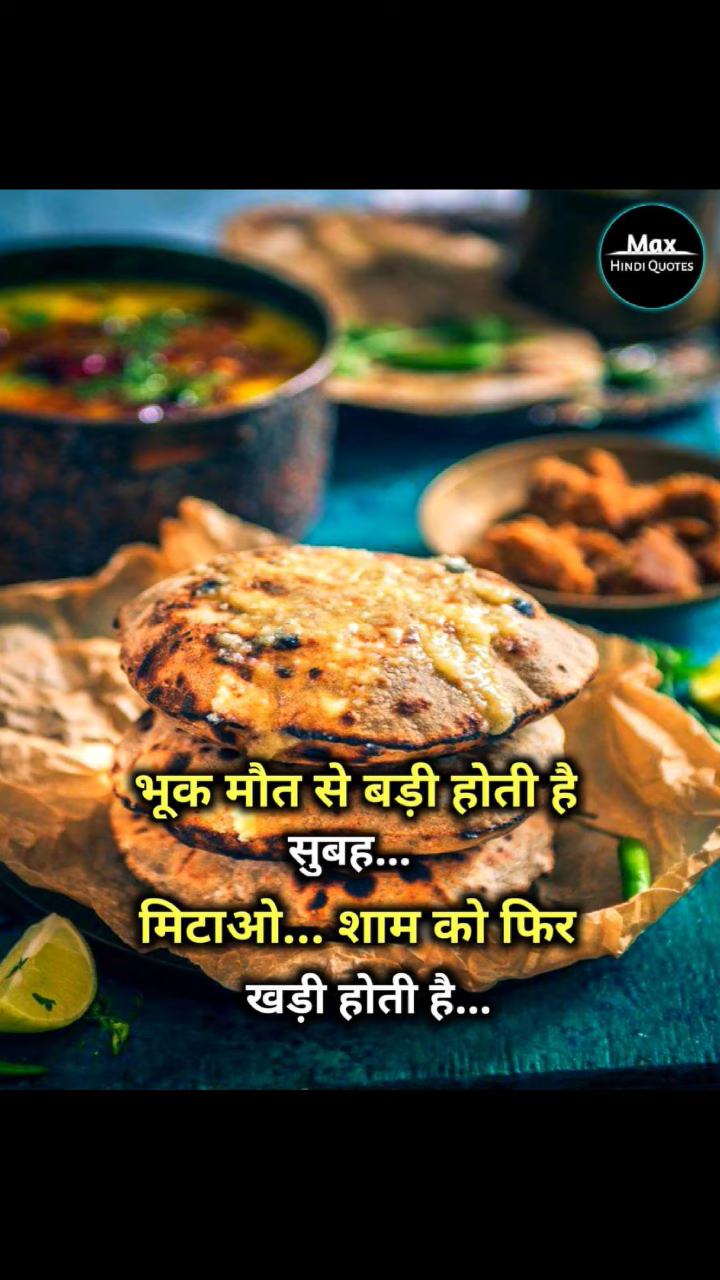 Max
HINDI QUOTES
भूक मौत से बड़ी होती है
सुबह...
मिटाओ... शाम को फिर
खड़ी होती है...